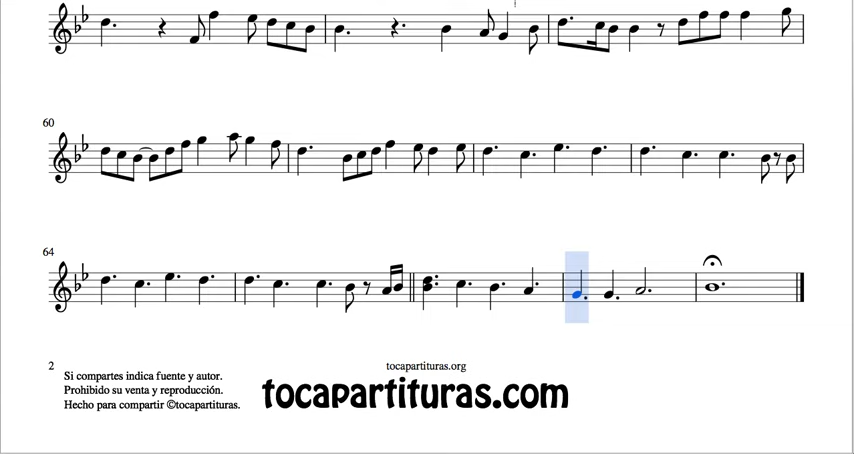 60
64
2
Si compartes indica fuente y autor.
Prohibido su venta y reproducción.
Hecho para compartir ©tocapartituras.
tocapartituras.org
tocapartituras.com